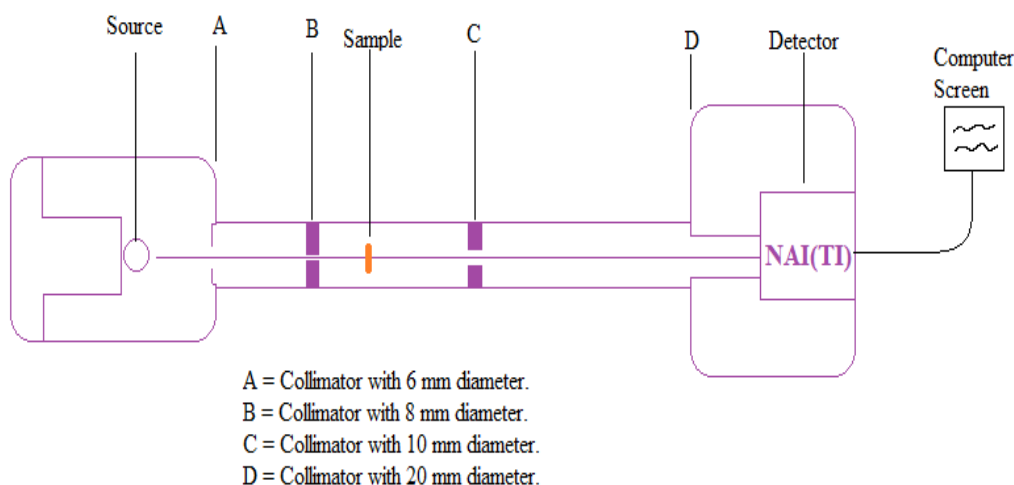 Source
A
B
Sample
C
D
Detector
Computer
Screen
NAI(TI)
A = Collimator with 6 mm diameter.
B = Collimator with 8 mm diameter.
C = Collimator with 10 mm diameter.
D = Collimator with 20 mm diameter.